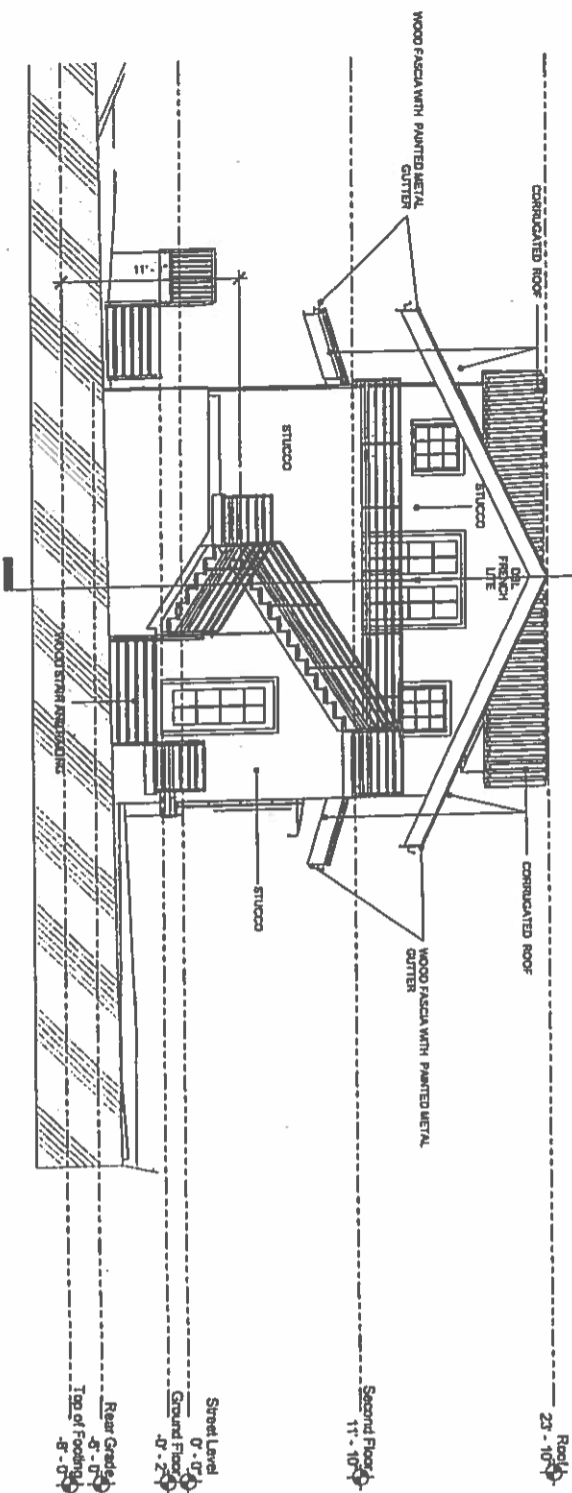 WOOD FASCIA WITH PAINTED METAL
GUTTER
CORRUGATED ROOF
STUCCO
STUCCO
DBL
FRENCH
LITE
11'-
WOOD STAIR AND RAILING
STUCCO
CORRUGATED ROOF
WOOD FASCIA WITH PAINTED METAL
GUTTER
Roof
23' - 10"
Second Floor
11' - 10"
Street Level
0' - 0"
Ground Floor
-0' - 2"
Rear Grade
-6' - 0"
Top of Footing
-8' - 0"